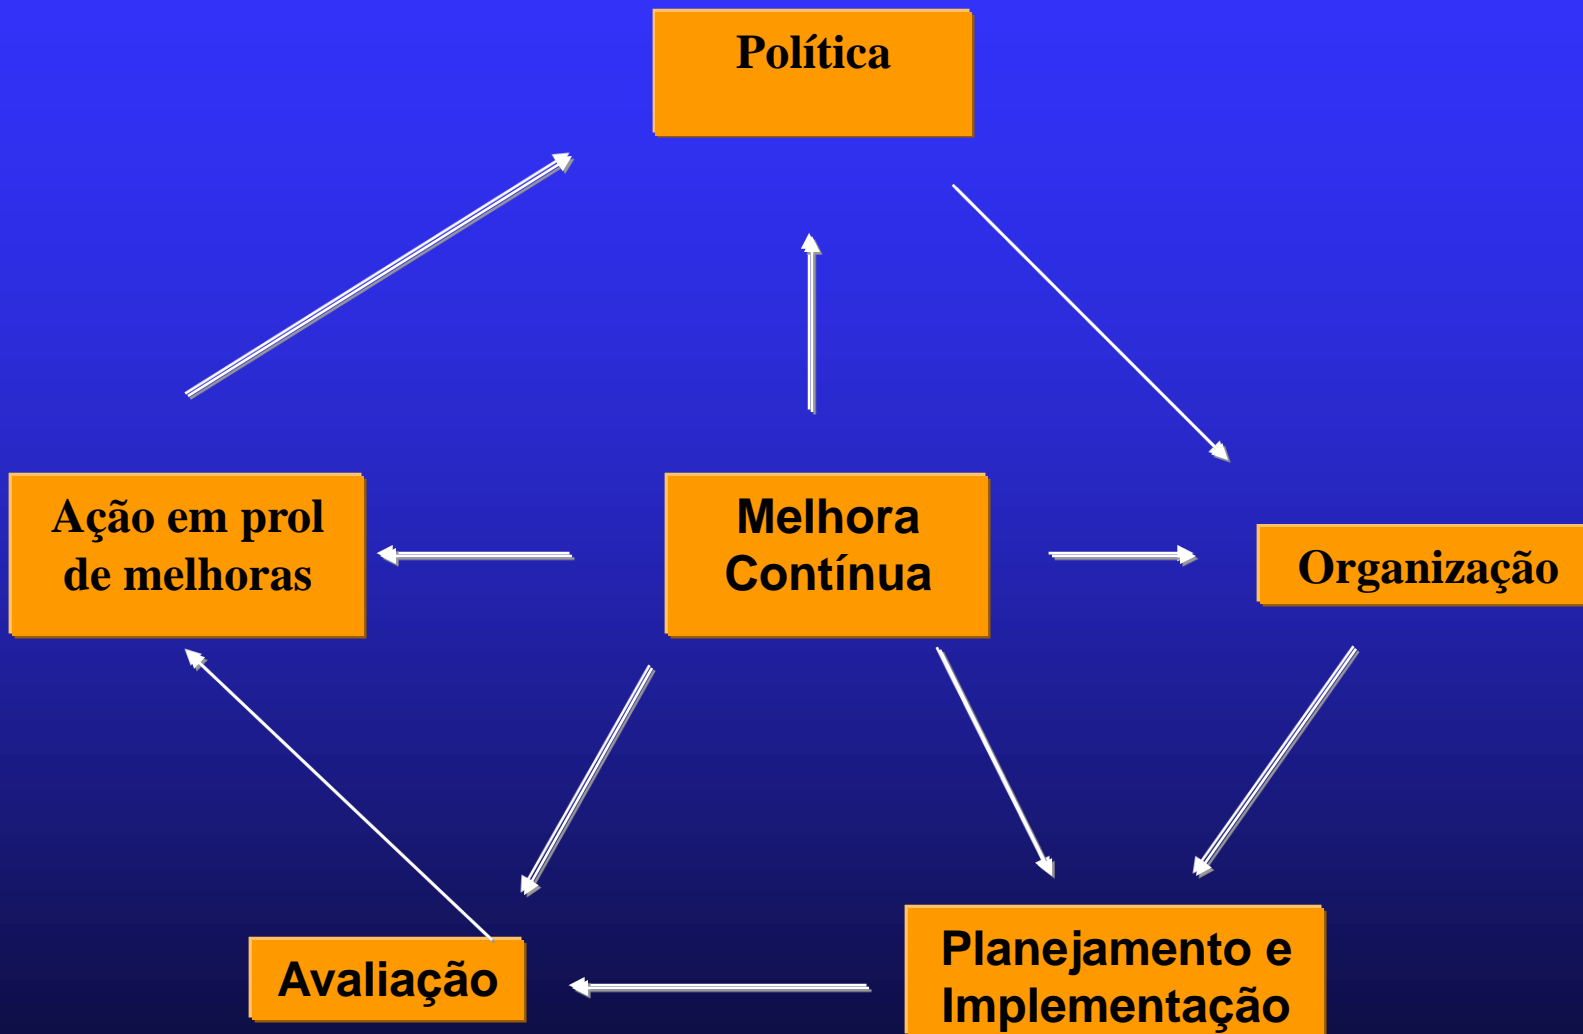 Política
Ação em prol
de melhoras
Melhora
Contínua
Organização
Avaliação
Planejamento e
Implementação